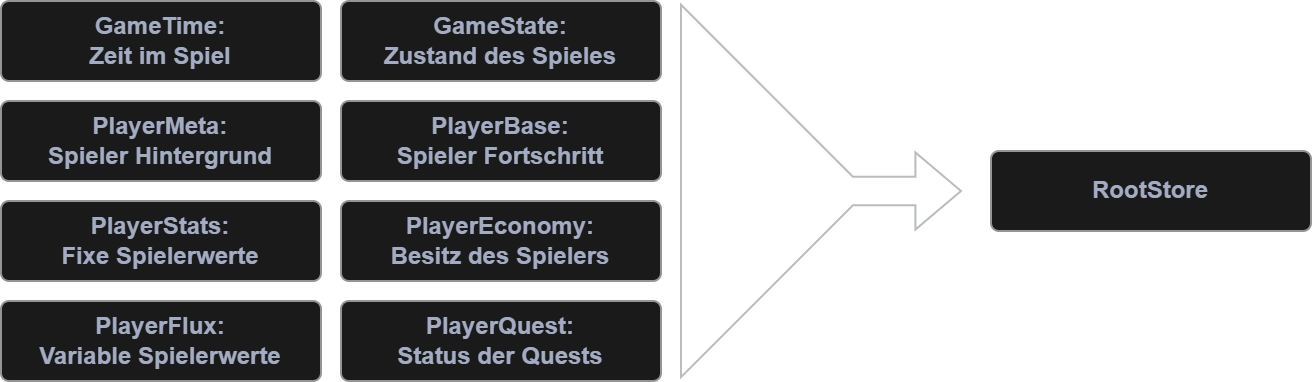 GameTime:
Zeit im Spiel
GameState:
Zustand des Spieles
PlayerMeta:
Spieler Hintergrund
PlayerBase:
Spieler Fortschritt
PlayerStats:
Fixe Spielerwerte
PlayerEconomy:
Besitz des Spielers
PlayerFlux:
Variable Spielerwerte
PlayerQuest:
Status der Quests
RootStore